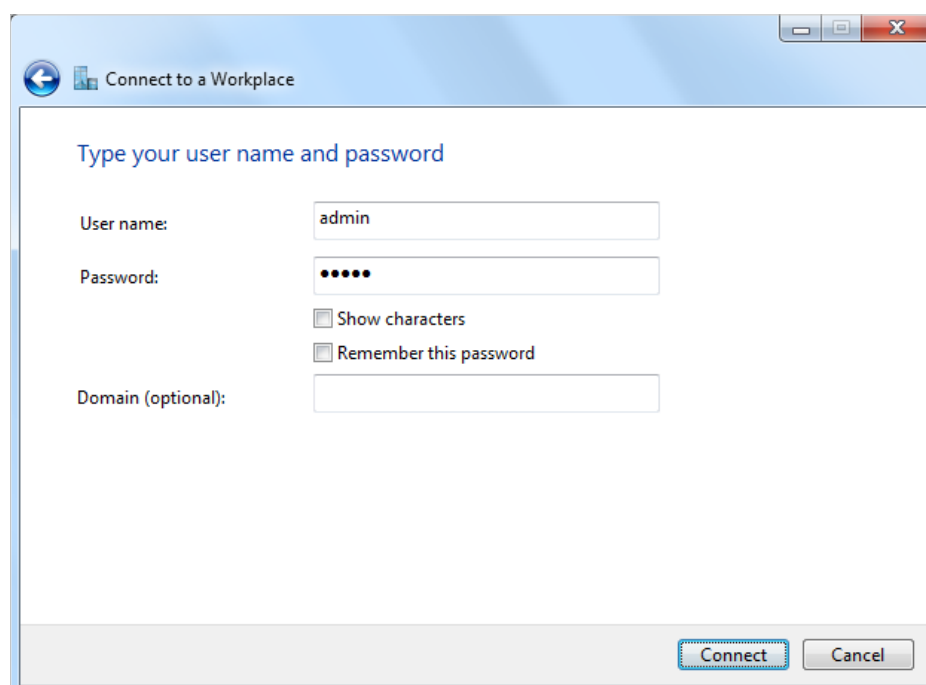 Connect to a Workplace
Type your user name and password
User name: admin
Password: •••••
Show characters
Remember this password
Domain (optional):
Connect Cancel